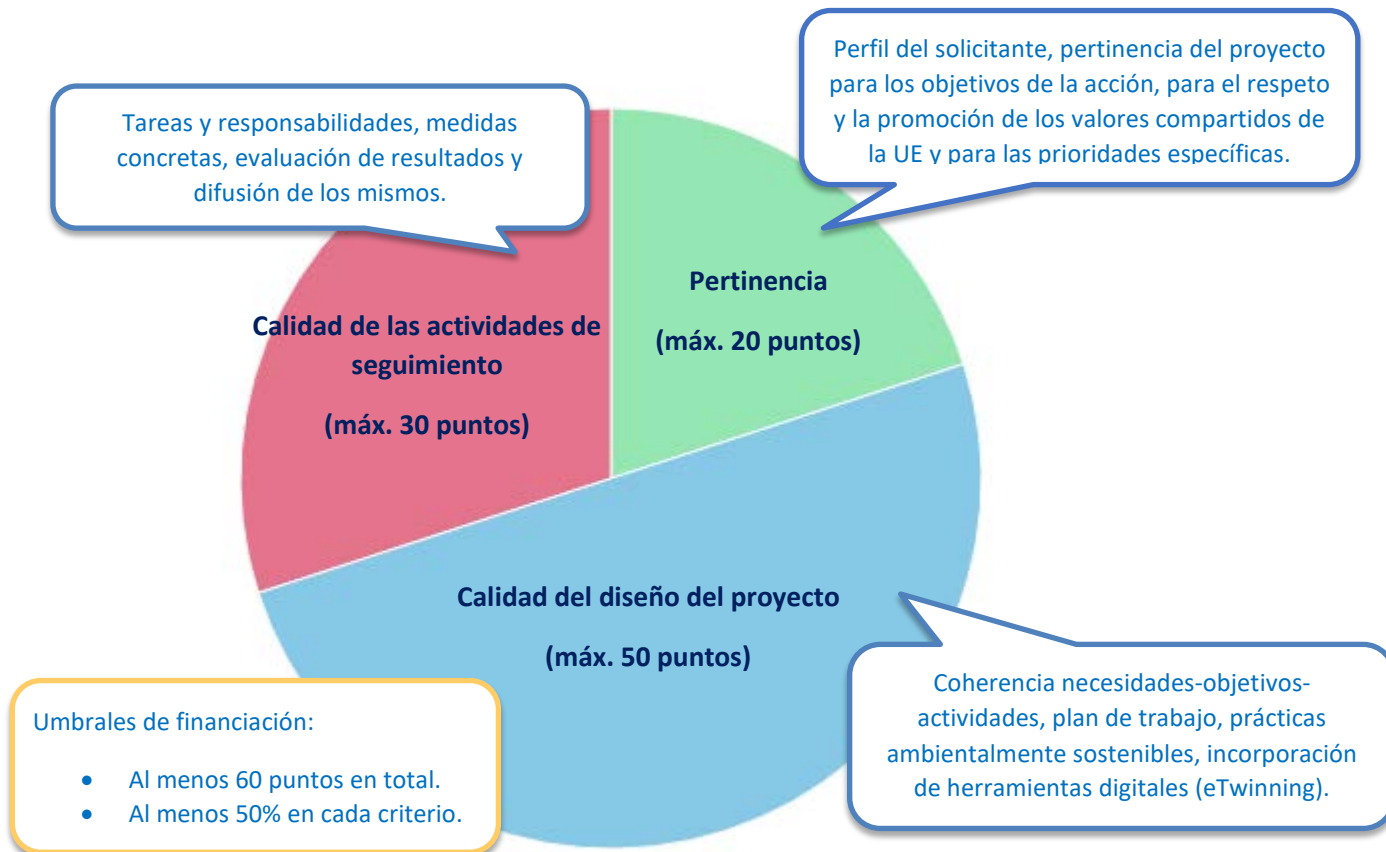 Perfil del solicitante, pertinencia del proyecto
para los objetivos de la acción, para el respeto
y la promoción de los valores compartidos de
la UE y para las prioridades específicas.
Tareas y responsabilidades, medidas
concretas, evaluación de resultados y
difusión de los mismos.
Pertinencia
(máx. 20 puntos)
Calidad de las actividades de
seguimiento
(máx. 30 puntos)
Calidad del diseño del proyecto
(máx. 50 puntos)
Coherencia necesidades-objetivos-
actividades, plan de trabajo, prácticas
ambientalmente sostenibles, incorporación
de herramientas digitales (eTwinning).
Umbrales de financiación:
• Al menos 60 puntos en total.
• Al menos 50% en cada criterio.